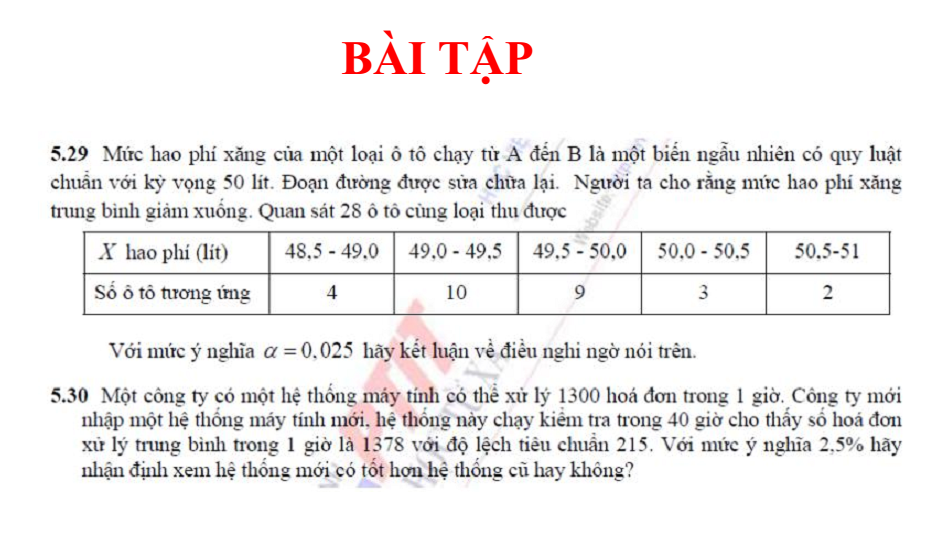 BÀI TẬP
5.29 Mức hao phí xăng của một loại ô tô chạy từ A đến B là một biến ngẫu nhiên có quy luật
chuẩn với kỳ vọng 50 lít. Đoạn đường được sửa chữa lại. Người ta cho rằng mức hao phí xăng
trung bình giảm xuống. Quan sát 28 ô tô cùng loại thu được
X hao phí (lít) 48,5 - 49,0 49,0 - 49,5 49,5 - 50,0 50,0 - 50,5 50,5-51
Số ô tô tương ứng 4 10 9 3 2
Với mức ý nghĩa α = 0,025 hãy kết luận về điều nghi ngờ nói trên.
5.30 Một công ty có một hệ thống máy tính có thể xử lý 1300 hoá đơn trong 1 giờ. Công ty mới
nhập một hệ thống máy tính mới, hệ thống này chạy kiểm tra trong 40 giờ cho thấy số hoá đơn
xử lý trung bình trong 1 giờ là 1378 với độ lệch tiêu chuẩn 215. Với mức ý nghĩa 2,5% hãy
nhận định xem hệ thống mới có tốt hơn hệ thống cũ hay không?